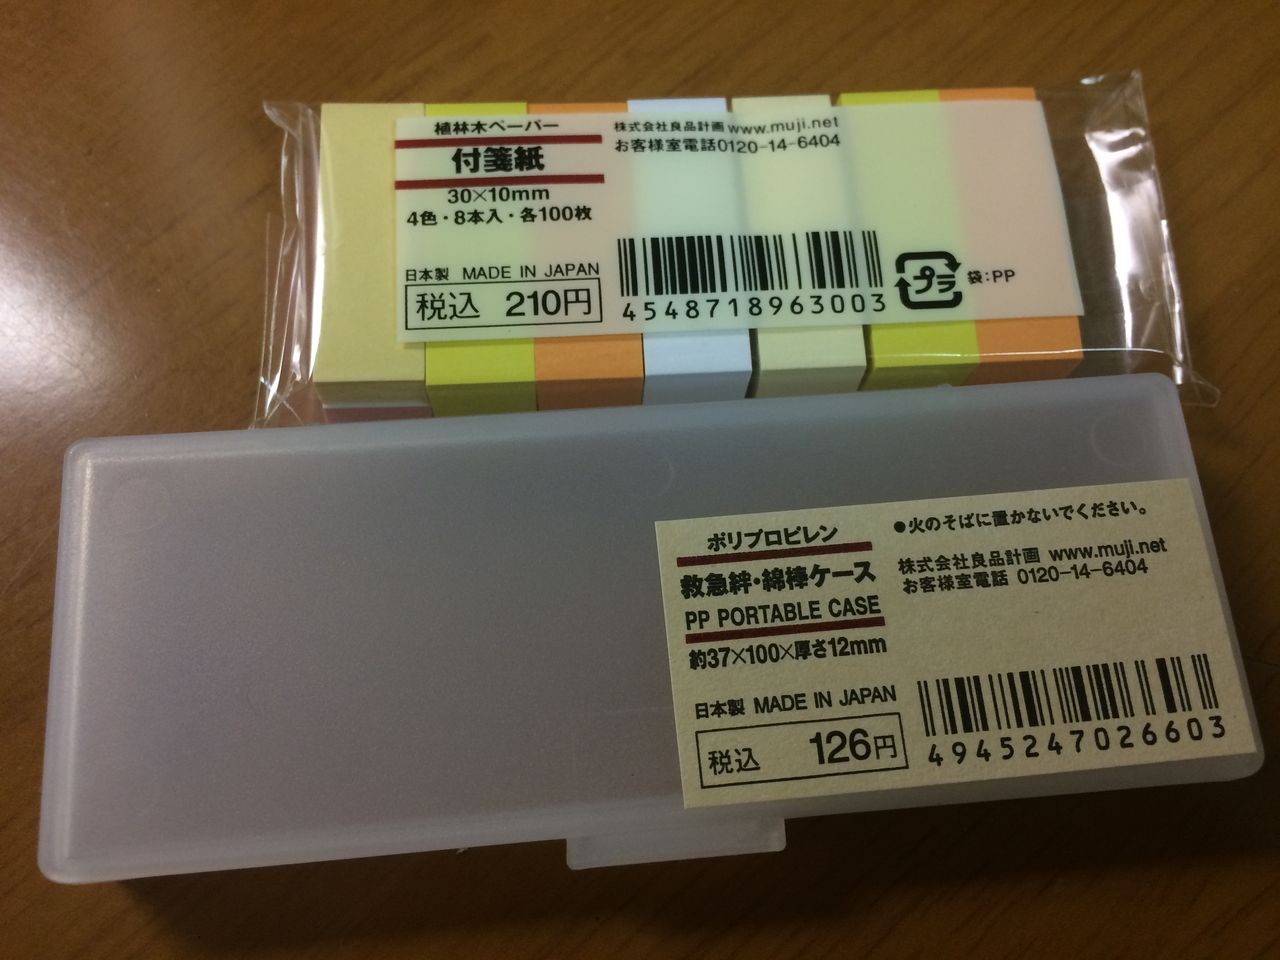 植林木ペーパー
付箋紙
30×10mm
4色・8本入・各100枚
日本製 MADE IN JAPAN
税込 210円
株式会社良品計画 www.muji.net
お客様室電話0120-14-6404
4548718963003
プラ 袋:PP
ポリプロピレン
救急絆・綿棒ケース
PP PORTABLE CASE
約37×100×厚さ12mm
日本製 MADE IN JAPAN
税込 126円
●火のそばに置かないでください。
株式会社良品計画 www.muji.net
お客様室電話 0120-14-6404
4945247026603